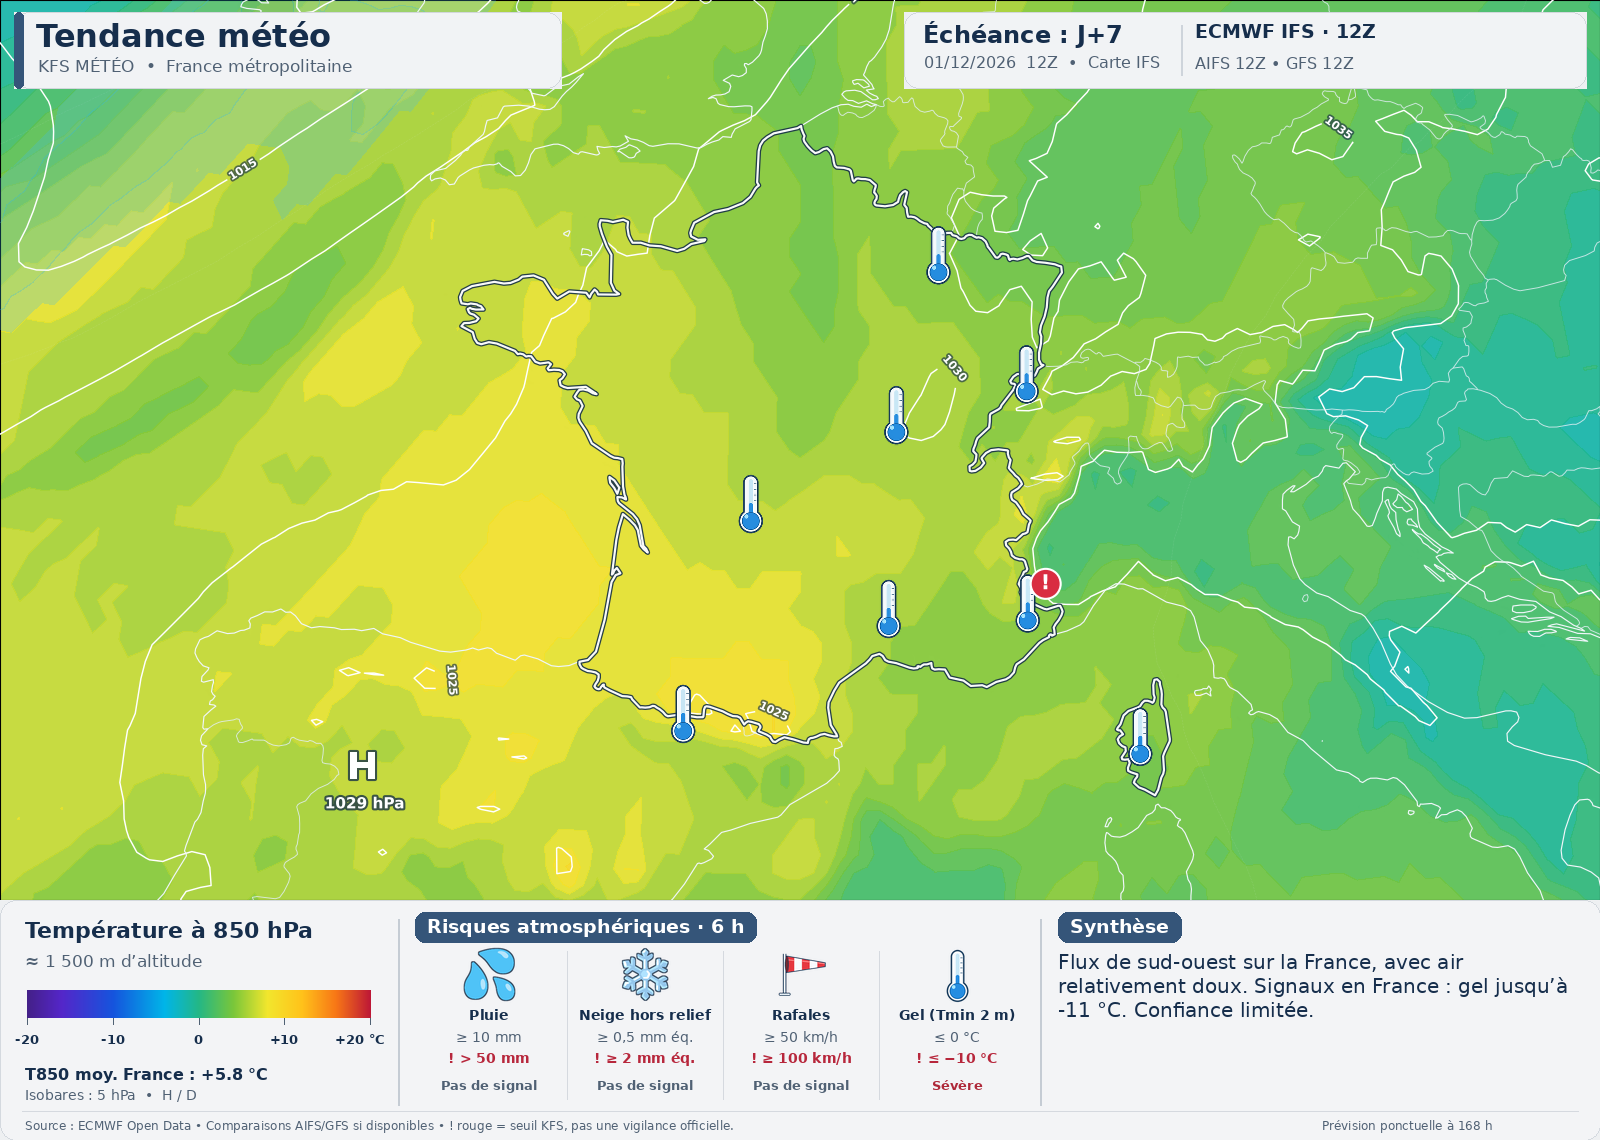 Tendance météo
KFS MÉTÉO • France métropolitaine
Échéance : J+7
01/12/2026 12Z • Carte IFS
ECMWF IFS · 12Z
AIFS 12Z • GFS 12Z
1015
1035
1030
1025
1025
!
H
1029 hPa
Température à 850 hPa
≈ 1 500 m d’altitude
-20 -10 0 +10 +20 °C
T850 moy. France : +5.8 °C
Isobares : 5 hPa • H / D
Risques atmosphériques · 6 h
Pluie
≥ 10 mm
! > 50 mm
Pas de signal
Neige hors relief
≥ 0,5 mm éq.
! ≥ 2 mm éq.
Pas de signal
Rafales
≥ 50 km/h
! ≥ 100 km/h
Pas de signal
Gel (Tmin 2 m)
≤ 0 °C
! ≤ −10 °C
Sévère
Synthèse
Flux de sud-ouest sur la France, avec air
relativement doux. Signaux en France : gel jusqu’à
-11 °C. Confiance limitée.
Source : ECMWF Open Data • Comparaisons AIFS/GFS si disponibles • ! rouge = seuil KFS, pas une vigilance officielle.
Prévision ponctuelle à 168 h